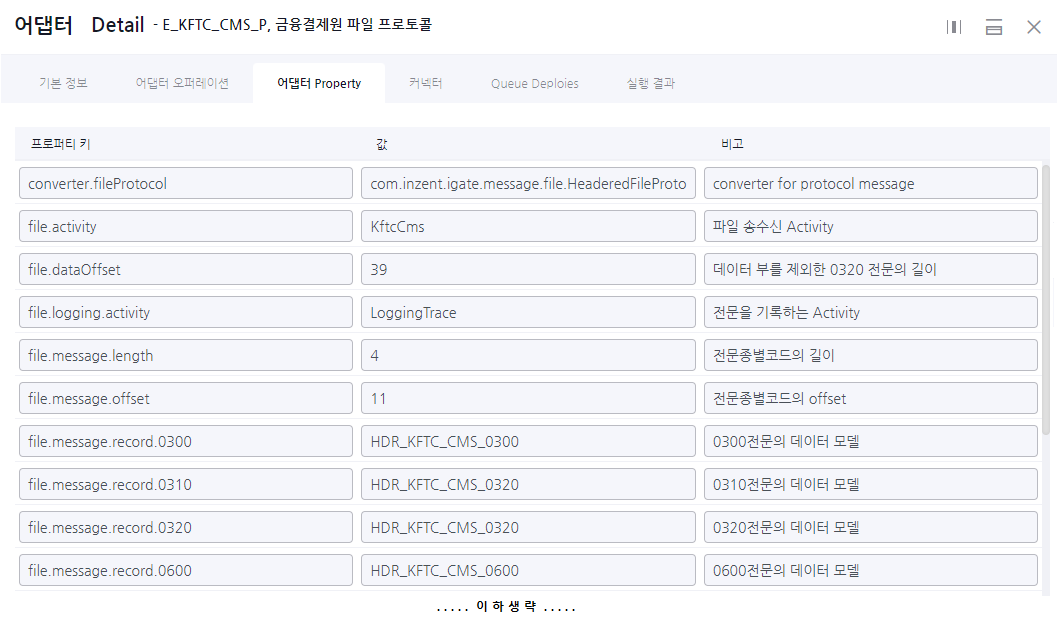 어댑터 Detail - E_KFTC_CMS_P, 금융결제원 파일 프로토콜
기본 정보 어댑터 오퍼레이션 어댑터 Property 커넥터 Queue Deploies 실행 결과
프로퍼티 키 값 비고
converter.fileProtocol com.inzent.igate.message.file.HeaderedFileProto converter for protocol message
file.activity KftcCms 파일 송수신 Activity
file.dataOffset 39 데이터 부를 제외한 0320 전문의 길이
file.logging.activity LoggingTrace 전문을 기록하는 Activity
file.message.length 4 전문종별코드의 길이
file.message.offset 11 전문종별코드의 offset
file.message.record.0300 HDR_KFTC_CMS_0300 0300전문의 데이터 모델
file.message.record.0310 HDR_KFTC_CMS_0320 0310전문의 데이터 모델
file.message.record.0320 HDR_KFTC_CMS_0320 0320전문의 데이터 모델
file.message.record.0600 HDR_KFTC_CMS_0600 0600전문의 데이터 모델
..... 이 하 생 략 .....